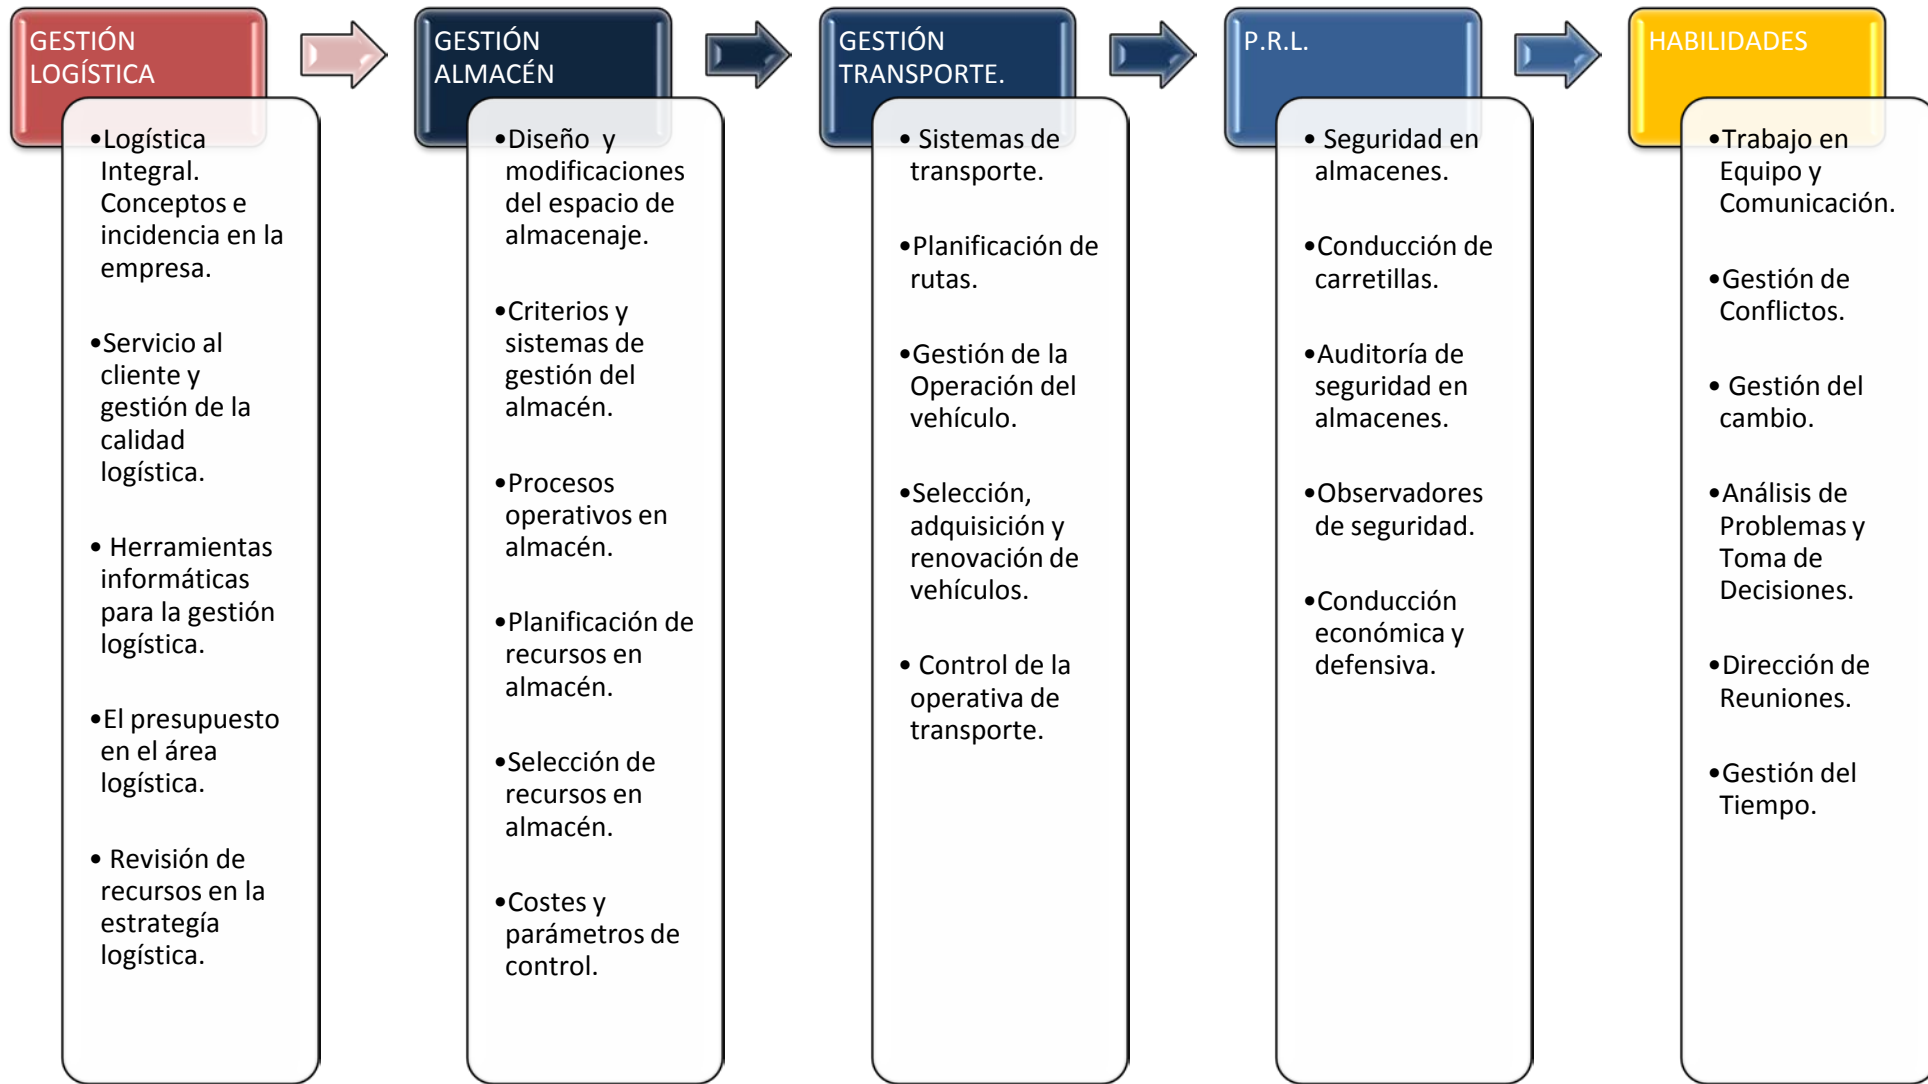 GESTIÓN
LOGÍSTICA
•Logística
Integral.
Conceptos e
incidencia en la
empresa.
•Servicio al
cliente y
gestión de la
calidad
logística.
• Herramientas
informáticas
para la gestión
logística.
•El presupuesto
en el área
logística.
• Revisión de
recursos en la
estrategía
logística.
GESTIÓN
ALMACÉN
•Diseño y
modificaciones
del espacio de
almacenaje.
•Criterios y
sistemas de
gestión del
almacén.
•Procesos
operativos en
almacén.
•Planificación de
recursos en
almacén.
•Selección de
recursos en
almacén.
•Costes y
parámetros de
control.
GESTIÓN
TRANSPORTE.
• Sistemas de
transporte.
•Planificación de
rutas.
•Gestión de la
Operación del
vehículo.
•Selección,
adquisición y
renovación de
vehículos.
• Control de la
operativa de
transporte.
P.R.L.
• Seguridad en
almacenes.
•Conducción de
carretillas.
•Auditoría de
seguridad en
almacenes.
•Observadores
de seguridad.
•Conducción
económica y
defensiva.
HABILIDADES
•Trabajo en
Equipo y
Comunicación.
•Gestión de
Conflictos.
• Gestión del
cambio.
•Análisis de
Problemas y
Toma de
Decisiones.
•Dirección de
Reuniones.
•Gestión del
Tiempo.